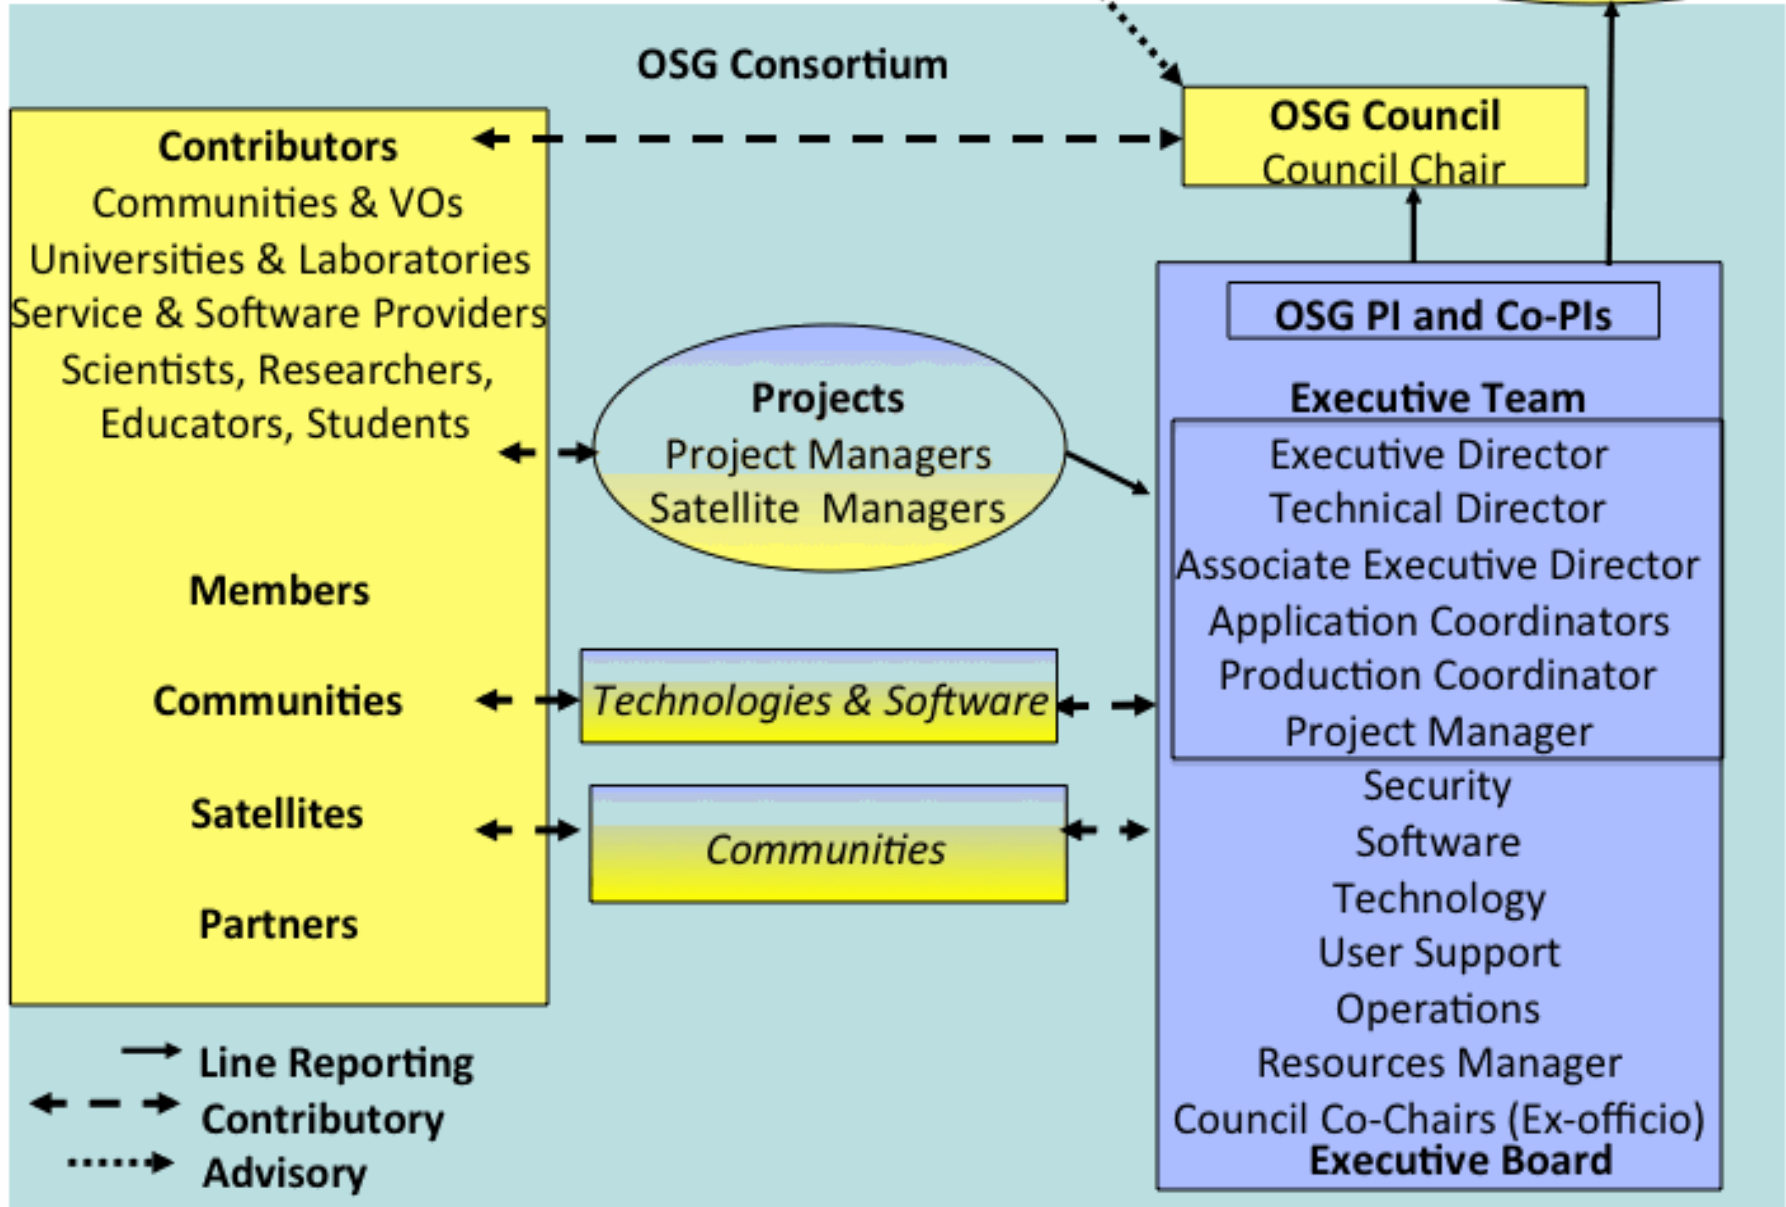 OSG Consortium
Contributors
Communities & VOs
Universities & Laboratories
Service & Software Providers
Scientists, Researchers,
Educators, Students
Members
Communities
Satellites
Partners
Projects
Project Managers
Satellite Managers
Technologies & Software
Communities
OSG Council
Council Chair
OSG PI and Co-PIs
Executive Team
Executive Director
Technical Director
Associate Executive Director
Application Coordinators
Production Coordinator
Project Manager
Security
Software
Technology
User Support
Operations
Resources Manager
Council Co-Chairs (Ex-officio)
Executive Board
Line Reporting
Contributory
Advisory